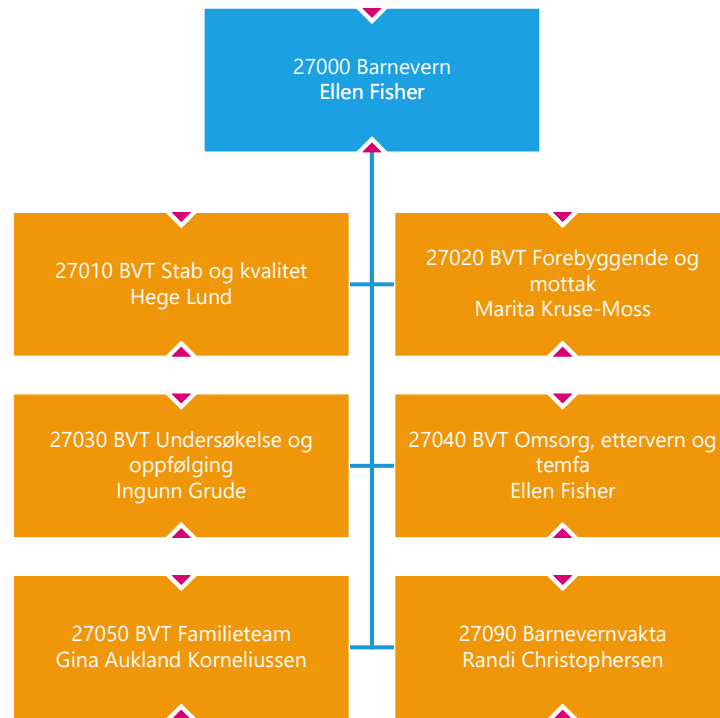 27000 Barnevern
Ellen Fisher
27010 BVT Stab og kvalitet
Hege Lund
27020 BVT Forebyggende og
mottak
Marita Kruse-Moss
27030 BVT Undersøkelse og
oppfølging
Ingunn Grude
27040 BVT Omsorg, ettervern og
temfa
Ellen Fisher
27050 BVT Familieteam
Gina Aukland Korneliussen
27090 Barnevernvakta
Randi Christophersen